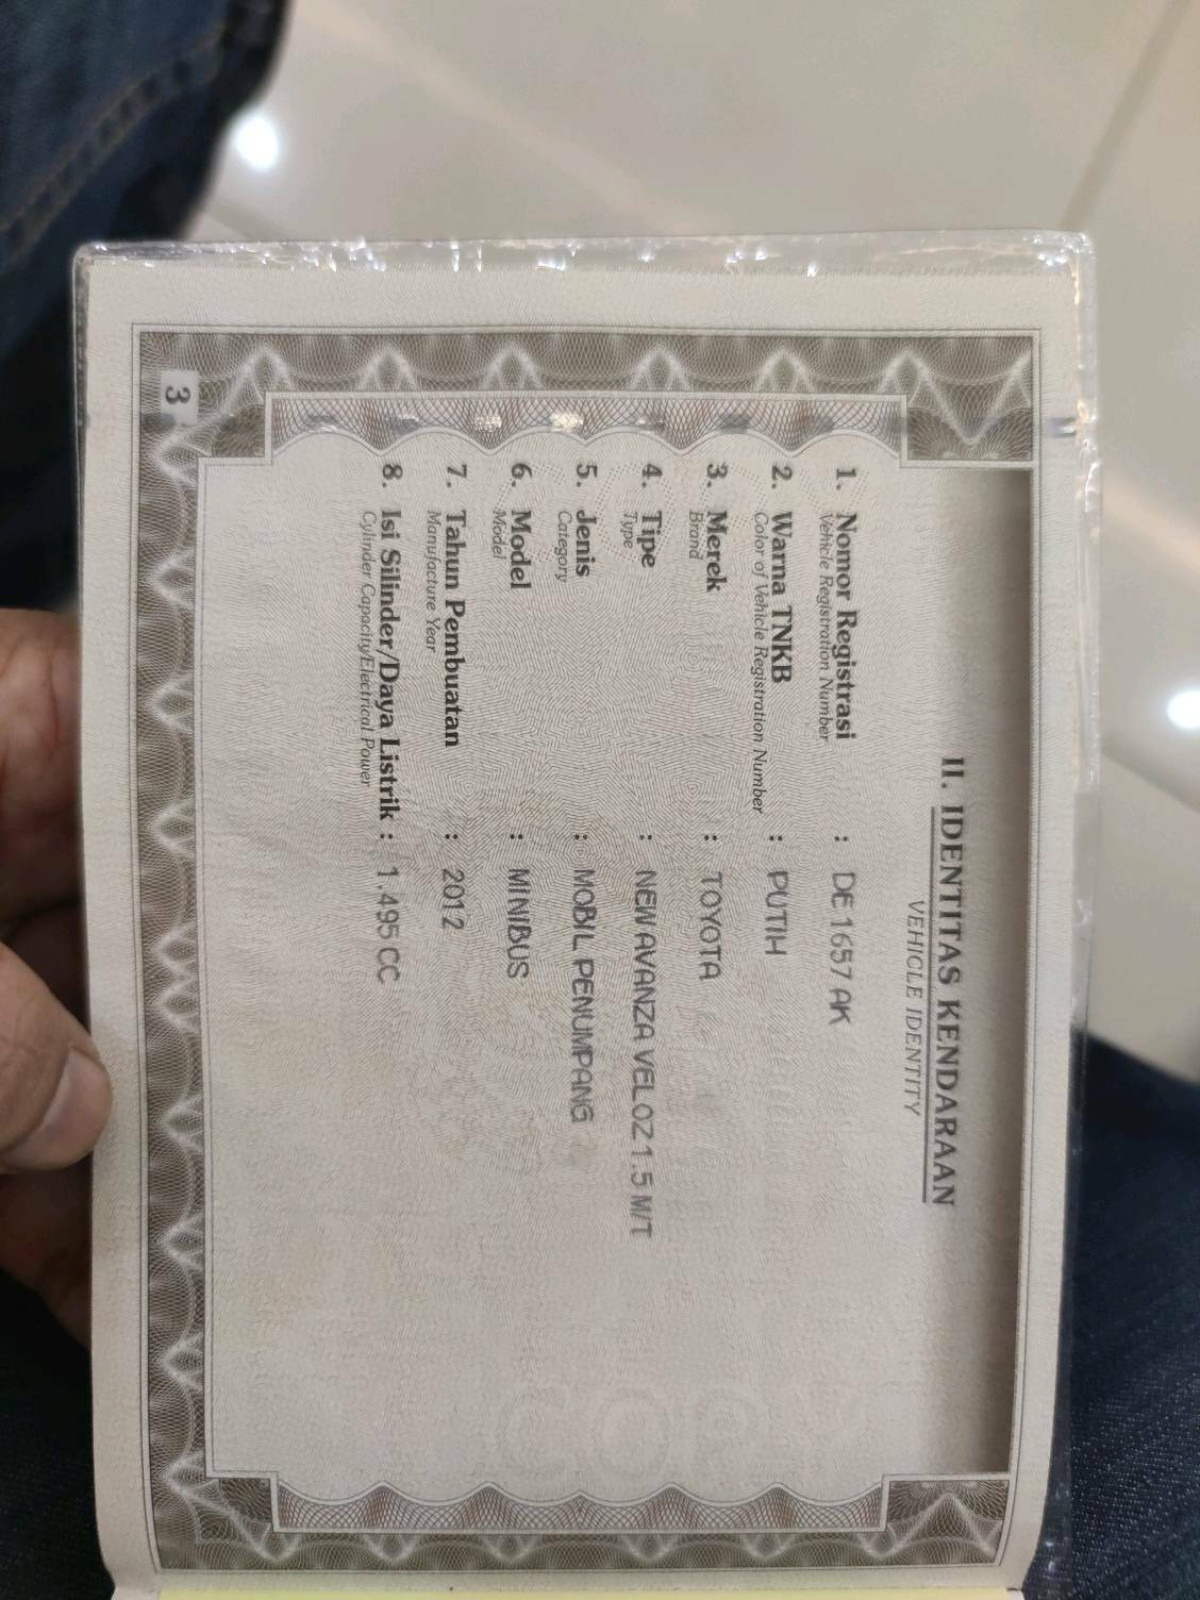 II. IDENTITAS KENDARAAN
VEHICLE IDENTITY
1. Nomor Registrasi : DE 1657 AK
Vehicle Registration Number
2. Warna TNKB : PUTIH
Color of Vehicle Registration Number
3. Merek : TOYOTA
Brand
4. Tipe : NEW AVANZA VELOZ 1.5 M/T
Type
5. Jenis : MOBIL PENUMPANG
Category
6. Model : MINIBUS
Model
7. Tahun Pembuatan : 2012
Manufacture Year
8. Isi Silinder/Daya Listrik : 1.495 CC
Cylinder Capacity/Electrical Power
3
COPY